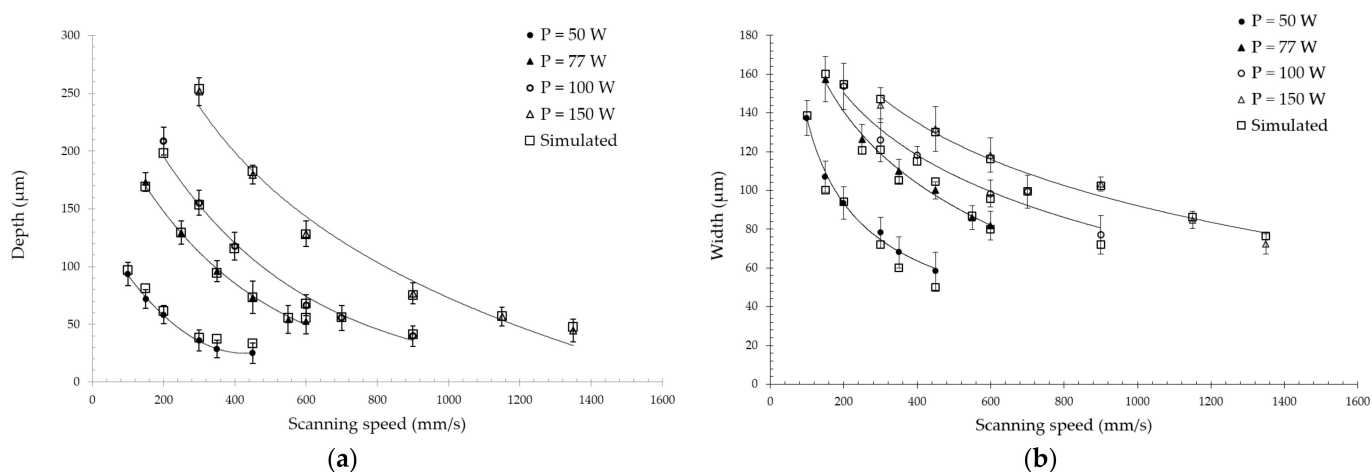 300
250
200
150
100
50
0
Depth (μm)
0 200 400 600 800 1000 1200 1400 1600
Scanning speed (mm/s)
P = 50 W
P = 77 W
P = 100 W
P = 150 W
Simulated
(a)
180
160
140
120
100
80
60
40
20
0
Width (μm)
0 200 400 600 800 1000 1200 1400 1600
Scanning speed (mm/s)
P = 50 W
P = 77 W
P = 100 W
P = 150 W
Simulated
(b)